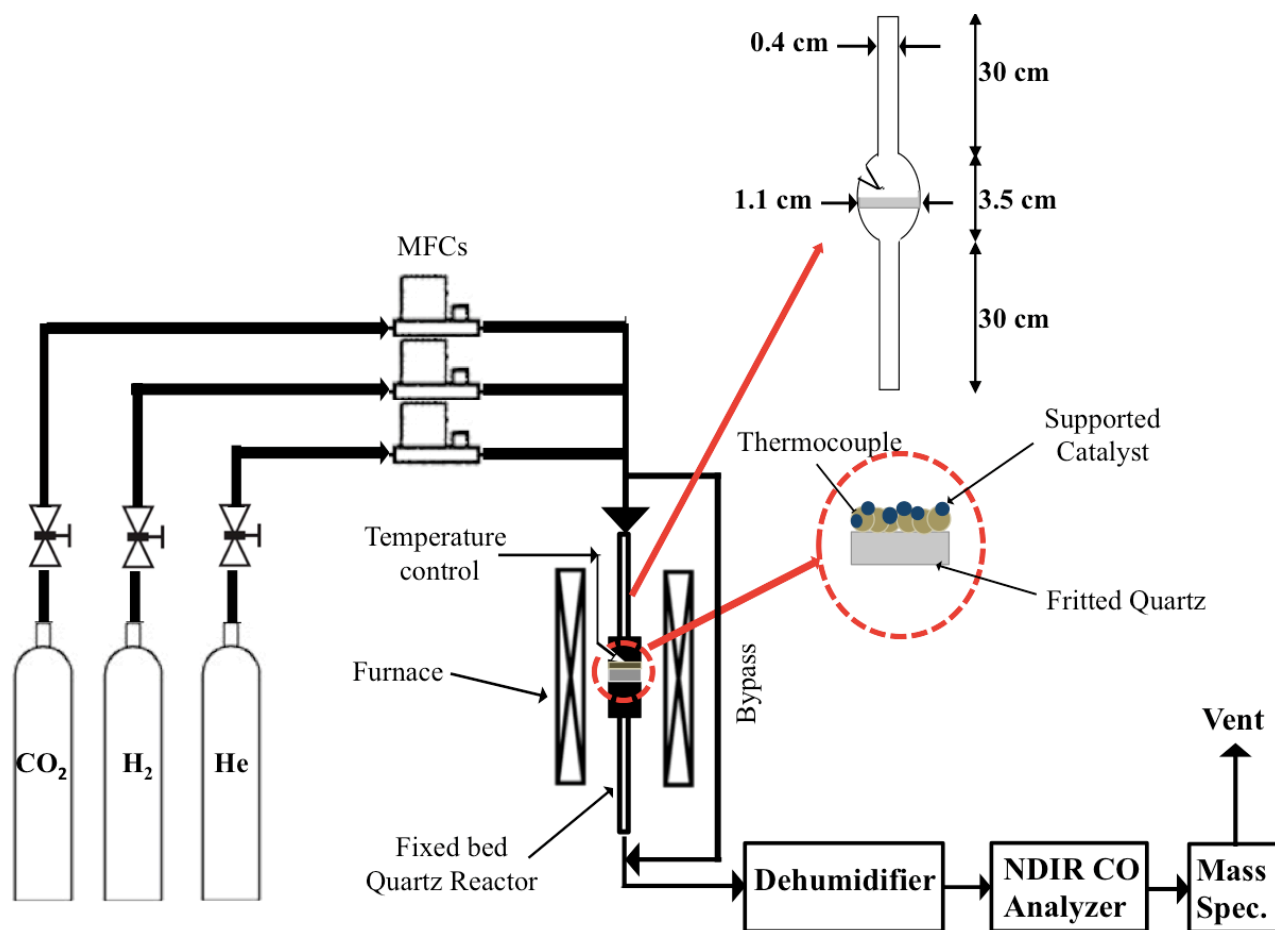 0.4 cm
30 cm
1.1 cm
3.5 cm
30 cm
MFCs
Thermocouple
Supported
Catalyst
Fritted Quartz
Temperature
control
Furnace
Bypass
CO₂
H₂
He
Fixed bed
Quartz Reactor
Dehumidifier
NDIR CO
Analyzer
Mass
Spec.
Vent